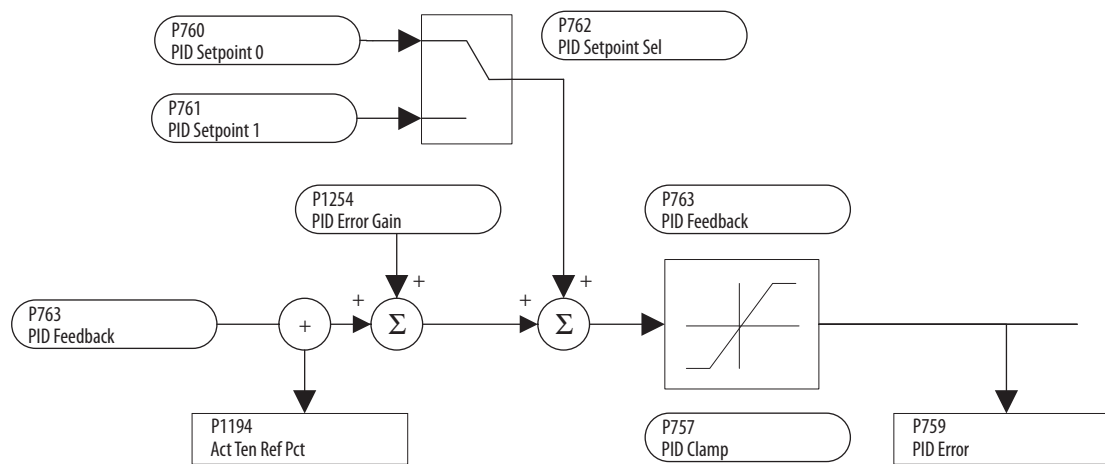 P760
PID Setpoint 0
P762
PID Setpoint Sel
P761
PID Setpoint 1
P1254
PID Error Gain
P763
PID Feedback
+
+
P763
PID Feedback
+
+
Σ
+
Σ
P1194
Act Ten Ref Pct
P757
PID Clamp
P759
PID Error